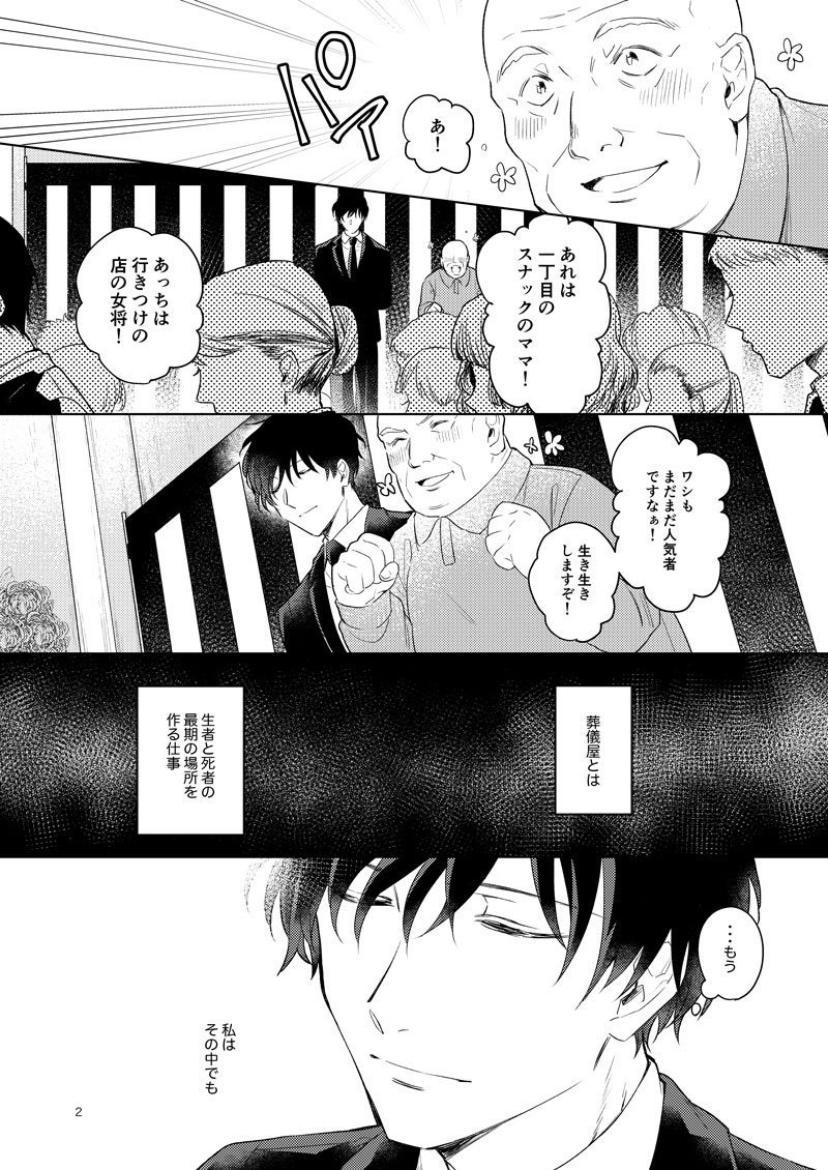 パイ
あ！
あれは
一丁目の
スナックのママ！
あっちは
行きつけの
店の女将！
ワシも
まだまだ人気者
ですなぁ！
生き生き
しますぞ！
葬儀屋とは
生者と死者の
最期の場所を
作る仕事
・・・もう
私は
その中でも
2